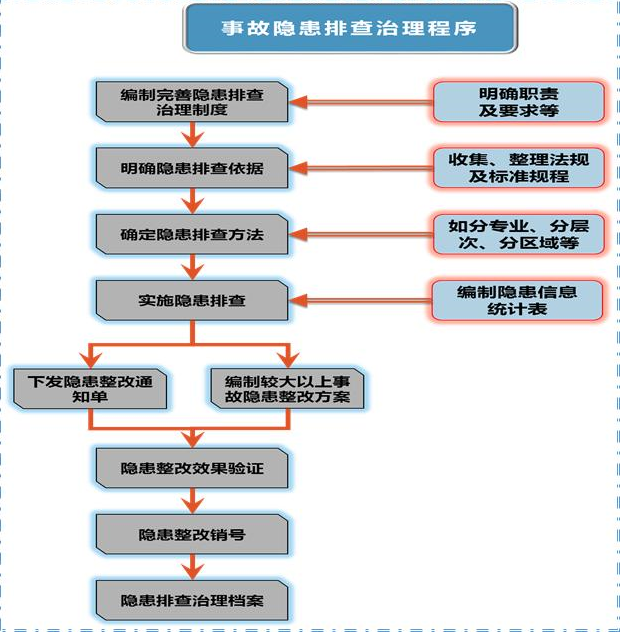 事故隐患排查治理程序
编制完善隐患排查
治理制度
明确职责
及要求等
明确隐患排查依据
收集、整理法规
及标准规程
确定隐患排查方法
如分专业、分层
次、分区域等
实施隐患排查
编制隐患信息
统计表
下发隐患整改通
知单
编制较大以上事
故隐患整改方案
隐患整改效果验证
隐患整改销号
隐患排查治理档案